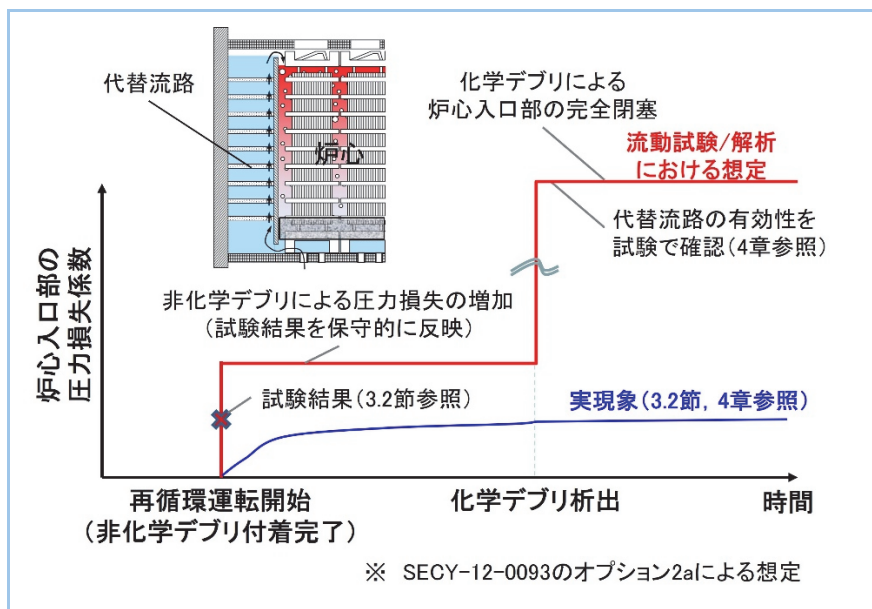 代替流路
炉心
化学デブリによる
炉心入口部の完全閉塞
流動試験/解析
における想定
代替流路の有効性を
試験で確認(4章参照)
炉心入口部の
圧力損失係数
非化学デブリによる圧力損失の増加
(試験結果を保守的に反映)
試験結果(3.2節参照)
実現象(3.2節, 4章参照)
再循環運転開始
(非化学デブリ付着完了)
化学デブリ析出
時間
※ SECY-12-0093のオプション2aによる想定